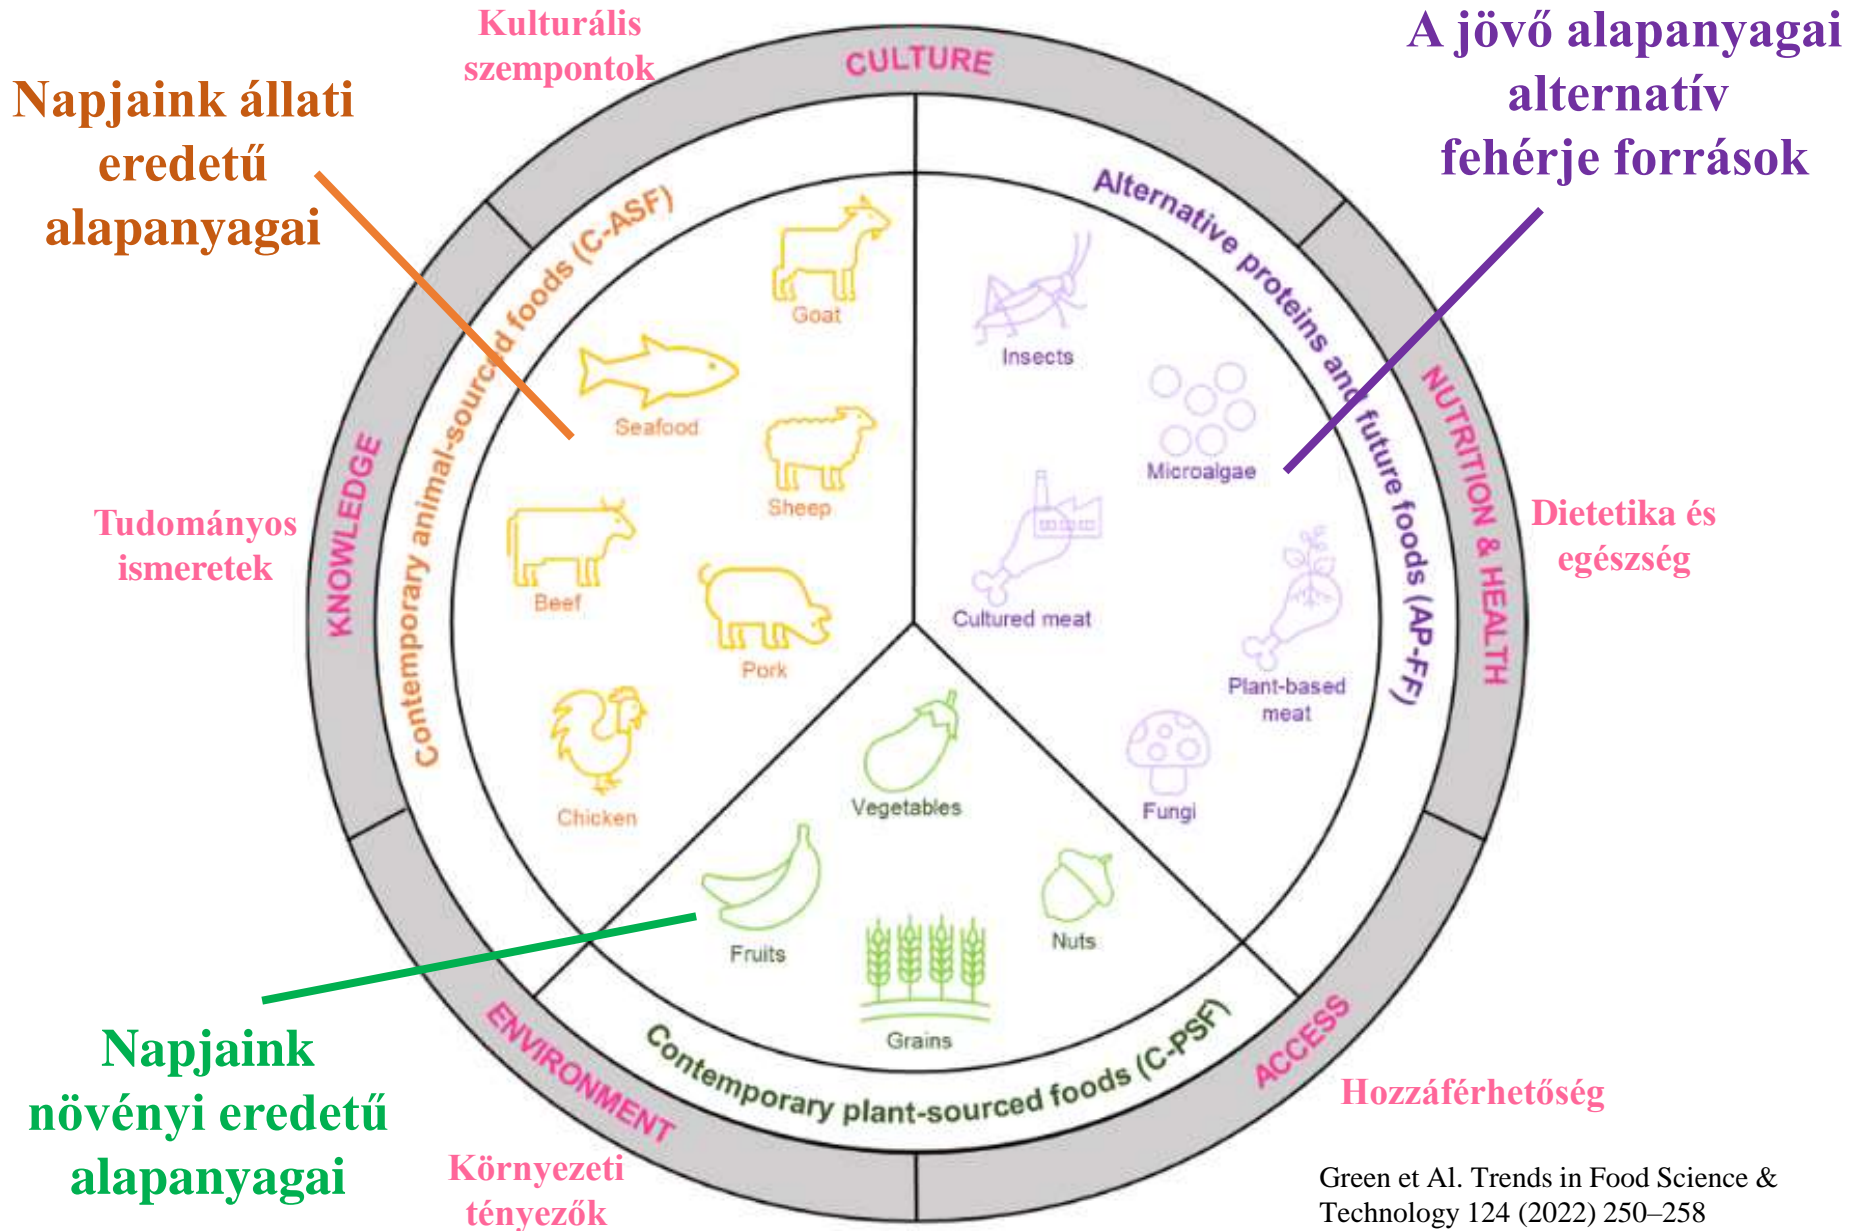 Kulturális
szempontok
A jövő alapanyagai
alternatív
fehérje források
Napjaink állati
eredetű
alapanyagai
CULTURE
Contemporary animal-sourced foods (C-ASF)
Alternative proteins and future foods (AP-FF)
Goat
Insects
Seafood
Microalgae
Sheep
KNOWLEDGE
NUTRITION & HEALTH
Tudományos
ismeretek
Dietetika és
egészség
Beef
Cultured meat
Pork
Plant-based
meat
Chicken
Vegetables
Fungi
Fruits
Nuts
Grains
Napjaink
növényi eredetű
alapanyagai
ENVIRONMENT
Contemporary plant-sourced foods (C-PSF)
ACCESS
Hozzáférhetőség
Környezeti
tényezők
Green et Al. Trends in Food Science &
Technology 124 (2022) 250–258